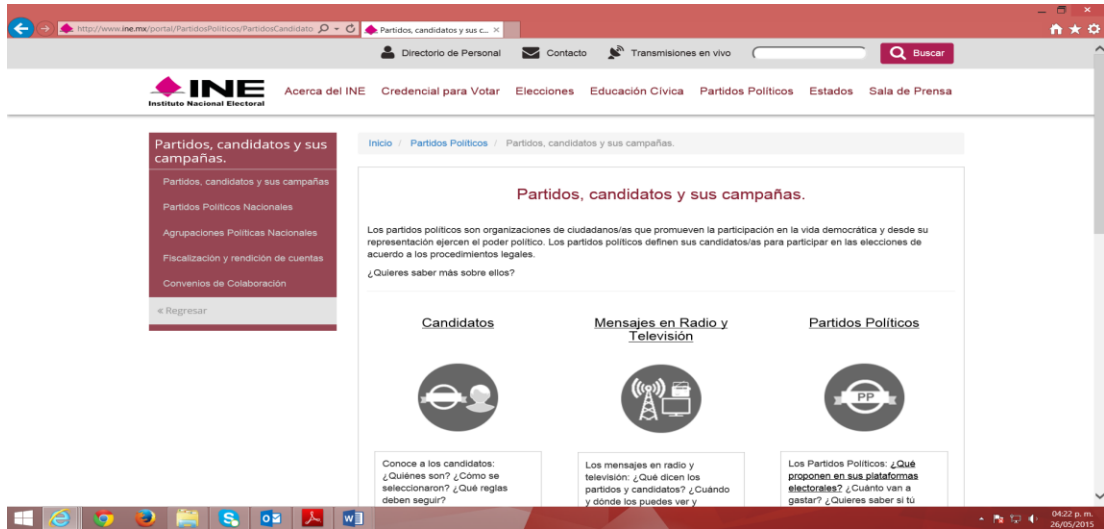 http://www.ine.mx/portal/PartidosPoliticos/PartidosCandidato
Partidos, candidatos y sus c...
Directorio de Personal Contacto Transmisiones en vivo Buscar
INE
Instituto Nacional Electoral
Acerca del INE Credencial para Votar Elecciones Educación Cívica Partidos Políticos Estados Sala de Prensa
Partidos, candidatos y sus
campañas.
Partidos, candidatos y sus campañas
Partidos Políticos Nacionales
Agrupaciones Políticas Nacionales
Fiscalización y rendición de cuentas
Convenios de Colaboración
« Regresar
Inicio / Partidos Políticos / Partidos, candidatos y sus campañas.
Partidos, candidatos y sus campañas.
Los partidos políticos son organizaciones de ciudadanos/as que promueven la participación en la vida democrática y desde su
representación ejercen el poder político. Los partidos políticos definen sus candidatos/as para participar en las elecciones de
acuerdo a los procedimientos legales.
¿Quieres saber más sobre ellos?
Candidatos
Conoce a los candidatos:
¿Quiénes son? ¿Cómo se
seleccionaron? ¿Qué reglas
deben seguir?
Mensajes en Radio y
Televisión
Los mensajes en radio y
televisión: ¿Qué dicen los
partidos y candidatos? ¿Cuándo
y dónde los puedes ver y
Partidos Políticos
PP
Los Partidos Políticos: ¿Qué
proponen en sus plataformas
electorales? ¿Cuánto van a
gastar? ¿Quieres saber si tú
04:22 p. m.
26/05/2015